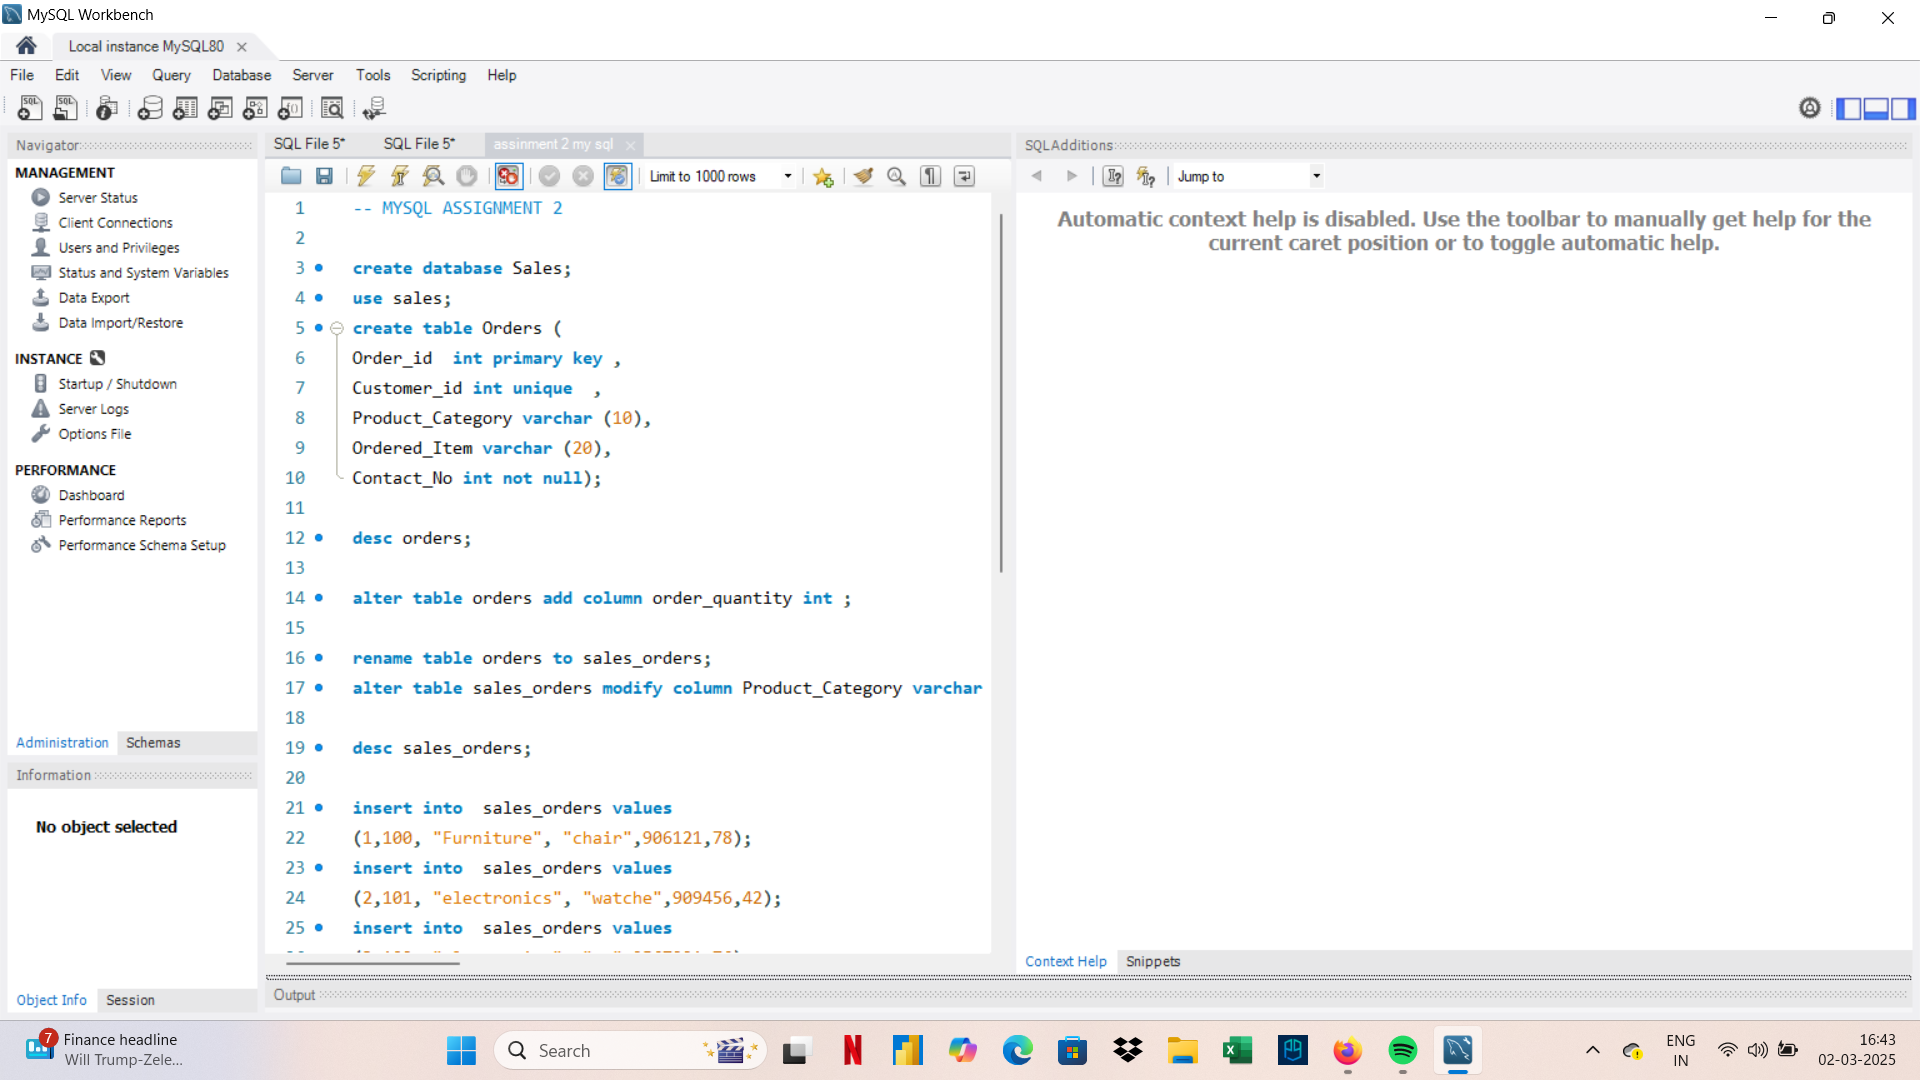 MySQL Workbench
Local instance MySQL80
File Edit View Query Database Server Tools Scripting Help
Navigator
MANAGEMENT
Server Status
Client Connections
Users and Privileges
Status and System Variables
Data Export
Data Import/Restore
INSTANCE
Startup / Shutdown
Server Logs
Options File
PERFORMANCE
Dashboard
Performance Reports
Performance Schema Setup
Administration Schemas
Information
No object selected
Object Info Session
SQL File 5* SQL File 5* assinment 2 my sql
Limit to 1000 rows
1 -- MYSQL ASSIGNMENT 2
2
3 create database Sales;
4 use sales;
5 create table Orders (
6 Order_id int primary key ,
7 Customer_id int unique ,
8 Product_Category varchar (10),
9 Ordered_Item varchar (20),
10 Contact_No int not null);
11
12 desc orders;
13
14 alter table orders add column order_quantity int ;
15
16 rename table orders to sales_orders;
17 alter table sales_orders modify column Product_Category varchar
18
19 desc sales_orders;
20
21 insert into sales_orders values
22 (1,100, "Furniture", "chair",906121,78);
23 insert into sales_orders values
24 (2,101, "electronics", "watche",909456,42);
25 insert into sales_orders values
Output
SQLAdditions
Jump to
Automatic context help is disabled. Use the toolbar to manually get help for the
current caret position or to toggle automatic help.
Context Help Snippets
7
Finance headline
Will Trump-Zele...
Search
ENG
IN
16:43
02-03-2025